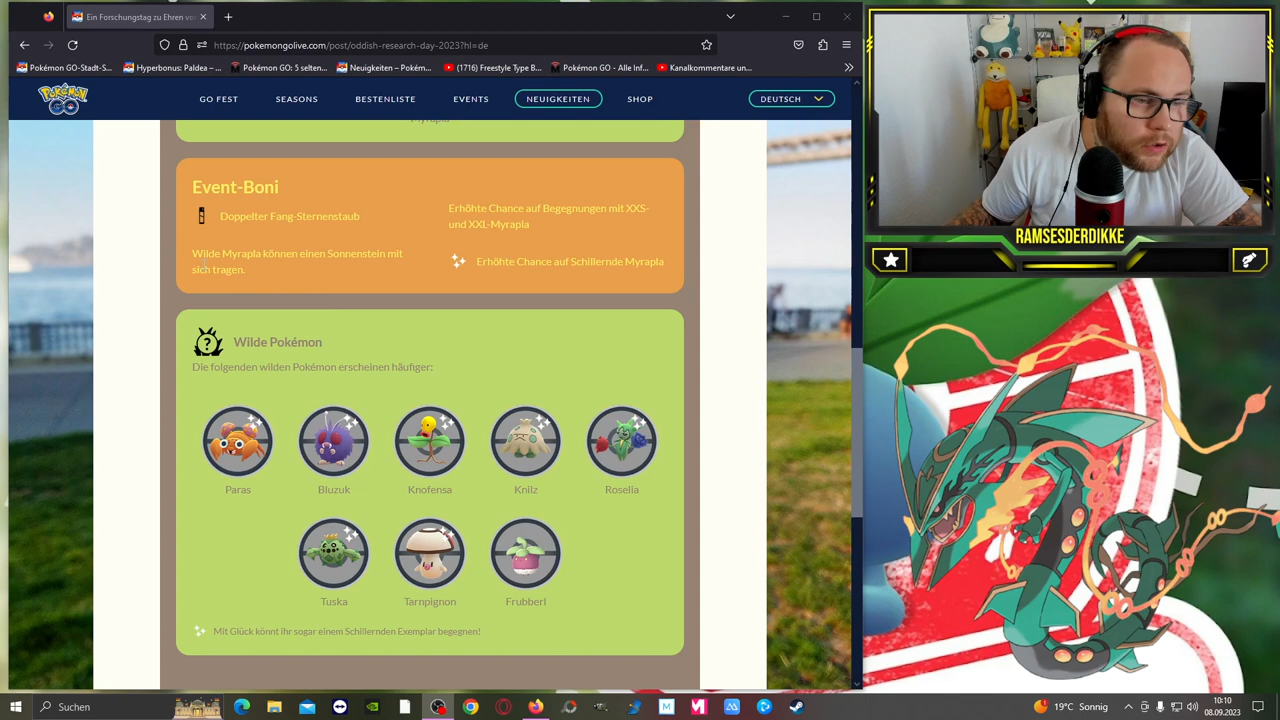 Ein Forschungstag zu Ehren vo
https://pokemongolive.com/post/oddish-research-day-2023?hl=de
Pokémon GO-Stadt-S...
Hyperbonus: Paldea – ...
Pokémon GO: 5 Selten...
Neuigkeiten – Pokém...
(1716) Freestyle Type B...
Pokémon GO - Alle Inf...
Kanalkommentare un...
POKÉMON GO
GO FEST
SEASONS
BESTENLISTE
EVENTS
NEUIGKEITEN
SHOP
DEUTSCH
Myrapla
Event-Boni
Doppelter Fang-Sternenstaub
Erhöhte Chance auf Begegnungen mit XXS-
und XXL-Myrapla
Wilde Myrapla können einen Sonnenstein mit
sich tragen.
Erhöhte Chance auf Schillernde Myrapla
Wilde Pokémon
Die folgenden wilden Pokémon erscheinen häufiger:
Paras
Bluzuk
Knofensa
Knilz
Roselia
Tuska
Tarnpignon
Frubberl
Mit Glück könnt ihr sogar einem Schillernden Exemplar begegnen!
RAMSESDERDIKKE
Suchen
19°C Sonnig
10:10
08.09.2023